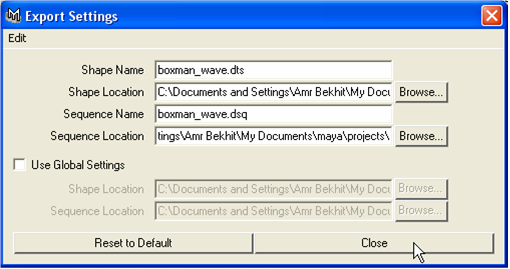 Export Settings
Edit
Shape Name boxman_wave.dts
Shape Location C:\Documents and Settings\Amr Bekhit\My Docu Browse...
Sequence Name boxman_wave.dsq
Sequence Location tings\Amr Bekhit\My Documents\maya\projects\ Browse...
Use Global Settings
Shape Location C:\Documents and Settings\Amr Bekhit\My Docu Browse...
Sequence Location C:\Documents and Settings\Amr Bekhit\My Docu Browse...
Reset to Default Close